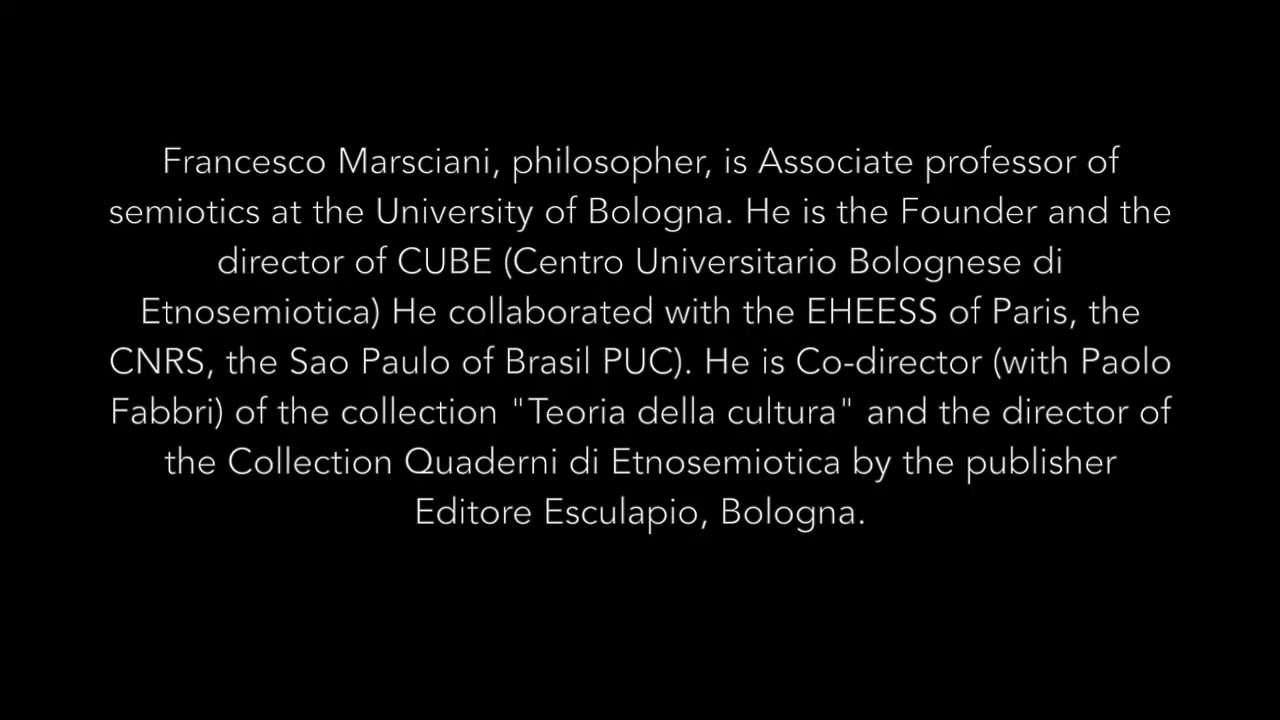 Francesco Marsciani, philosopher, is Associate professor of
semiotics at the University of Bologna. He is the Founder and the
director of CUBE (Centro Universitario Bolognese di
Etnosemiotica) He collaborated with the EHEESS of Paris, the
CNRS, the Sao Paulo of Brasil PUC). He is Co-director (with Paolo
Fabbri) of the collection "Teoria della cultura" and the director of
the Collection Quaderni di Etnosemiotica by the publisher
Editore Esculapio, Bologna.